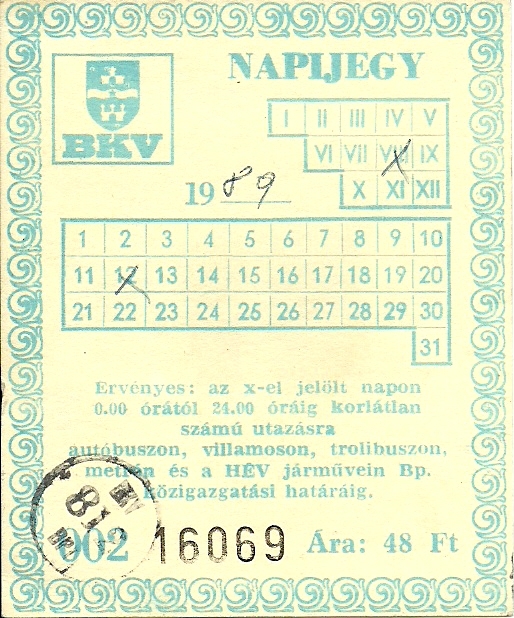 NAPIJEGY
BKV
I II III IV V
VI VII VIII IX
X XI XII
1989
1 2 3 4 5 6 7 8 9 10
11 12 13 14 15 16 17 18 19 20
21 22 23 24 25 26 27 28 29 30
31
Ervényes: az x-el jelölt napon
0.00 órától 24.00 óráig korlátlan
számú utazásra
autóbuszon, villamoson, trolibuszon,
metrón és a HÉV járművein Bp.
közigazgatási határáig.
81
002 16069 Ára: 48 Ft